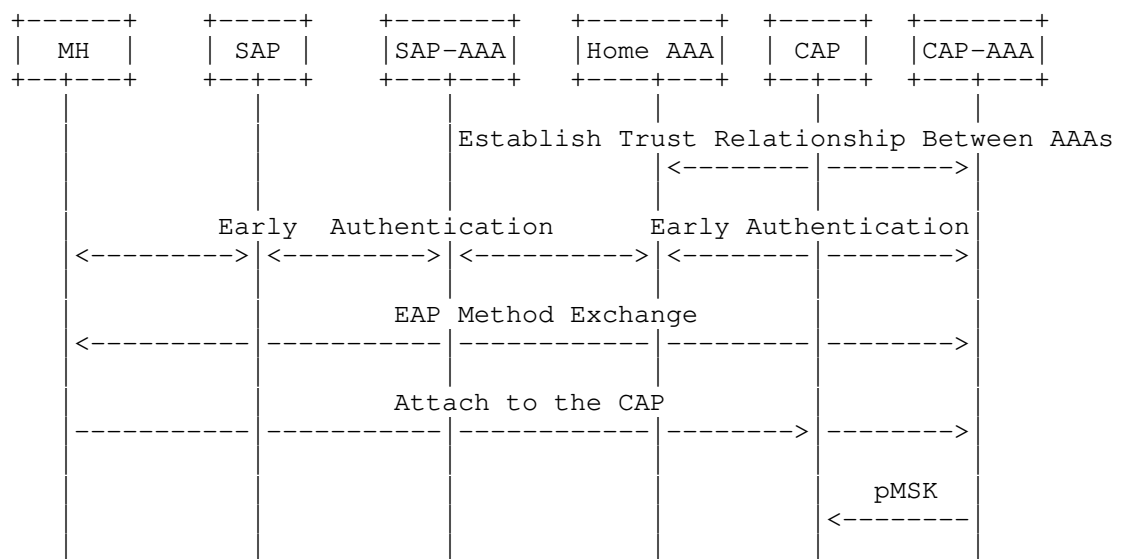 MH SAP SAP-AAA Home AAA CAP CAP-AAA
Establish Trust Relationship Between AAAs
Early Authentication Early Authentication
EAP Method Exchange
Attach to the CAP
pMSK